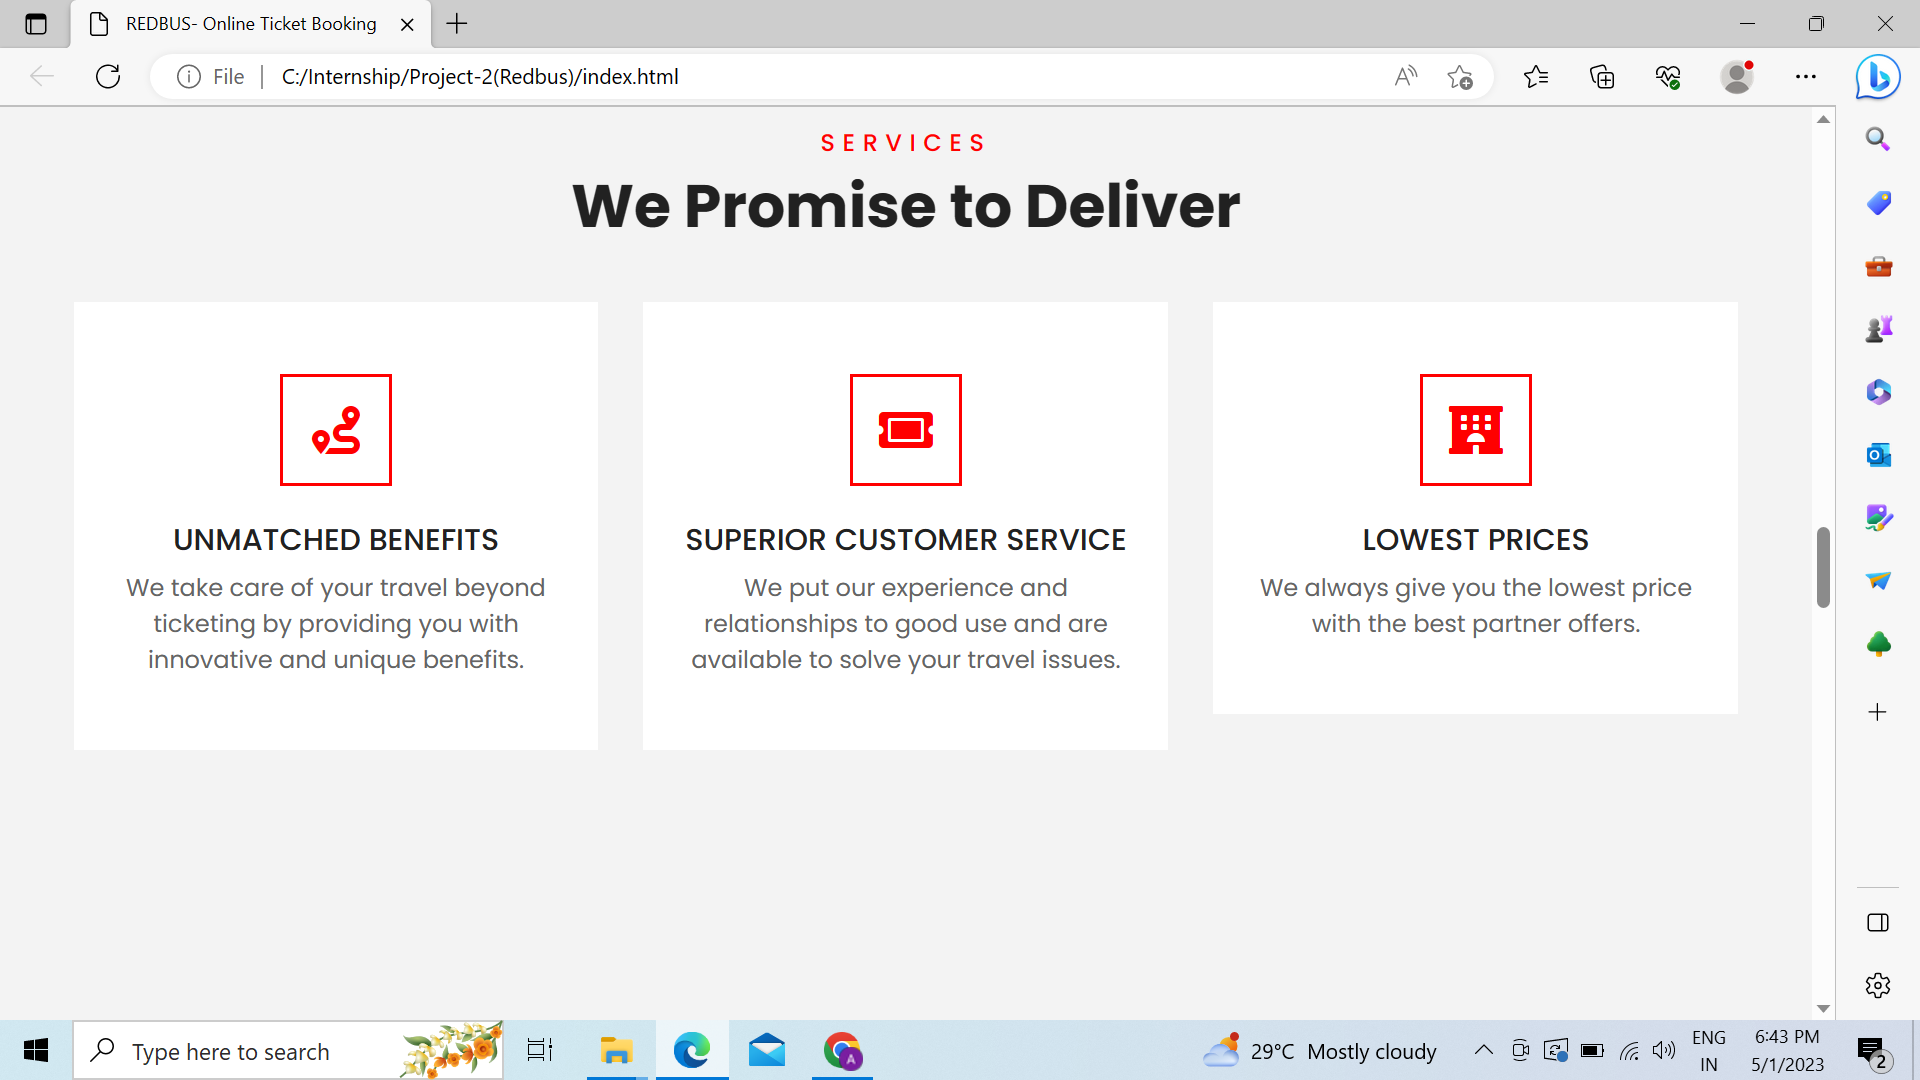 REDBUS- Online Ticket Booking
File
C:/Internship/Project-2(Redbus)/index.html
SERVICES
We Promise to Deliver
UNMATCHED BENEFITS
We take care of your travel beyond
ticketing by providing you with
innovative and unique benefits.
SUPERIOR CUSTOMER SERVICE
We put our experience and
relationships to good use and are
available to solve your travel issues.
LOWEST PRICES
We always give you the lowest price
with the best partner offers.
Type here to search
A
29°C Mostly cloudy
ENG
IN
6:43 PM
5/1/2023
2